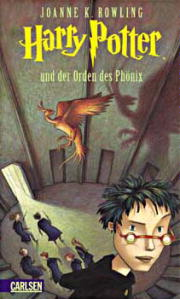 JOANNE K. ROWLING
Harry Potter
und der Orden des Phönix
CARLSEN